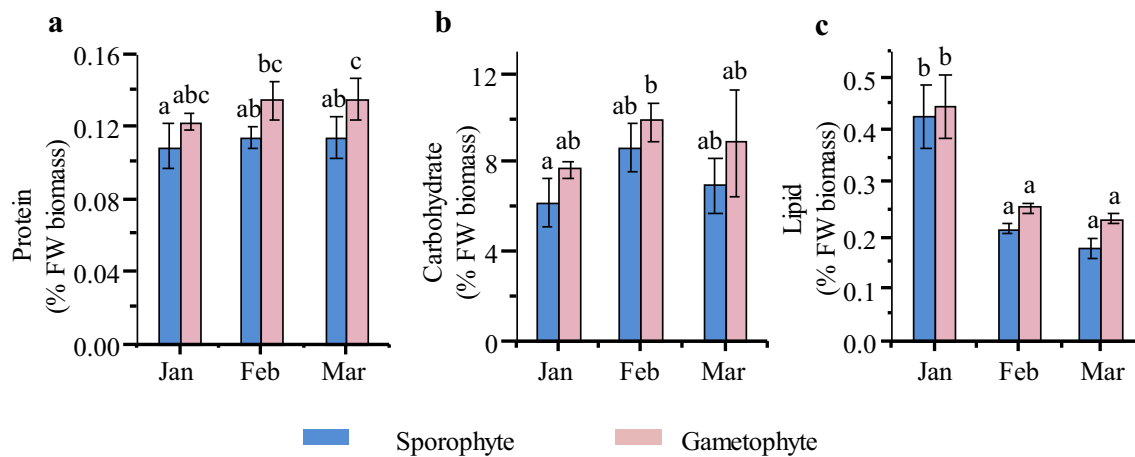 a
Protein
(% FW biomass)
0.16
0.12
0.08
0.04
0.00
a
abc
ab
bc
ab
c
Jan Feb Mar
b
Carbohydrate
(% FW biomass)
12
8
4
0
a
ab
ab
b
ab
ab
Jan Feb Mar
c
Lipid
(% FW biomass)
0.5
0.4
0.3
0.2
0.1
0.0
b b
a
a
a
a
Jan Feb Mar
Sporophyte Gametophyte